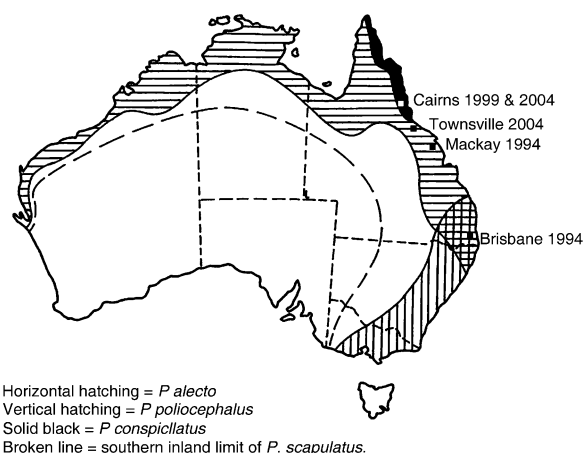 Cairns 1999 & 2004
Townsville 2004
Mackay 1994
Brisbane 1994
Horizontal hatching = P alecto
Vertical hatching = P poliocephalus
Solid black = P conspicllatus
Broken line = southern inland limit of P. scapulatus.